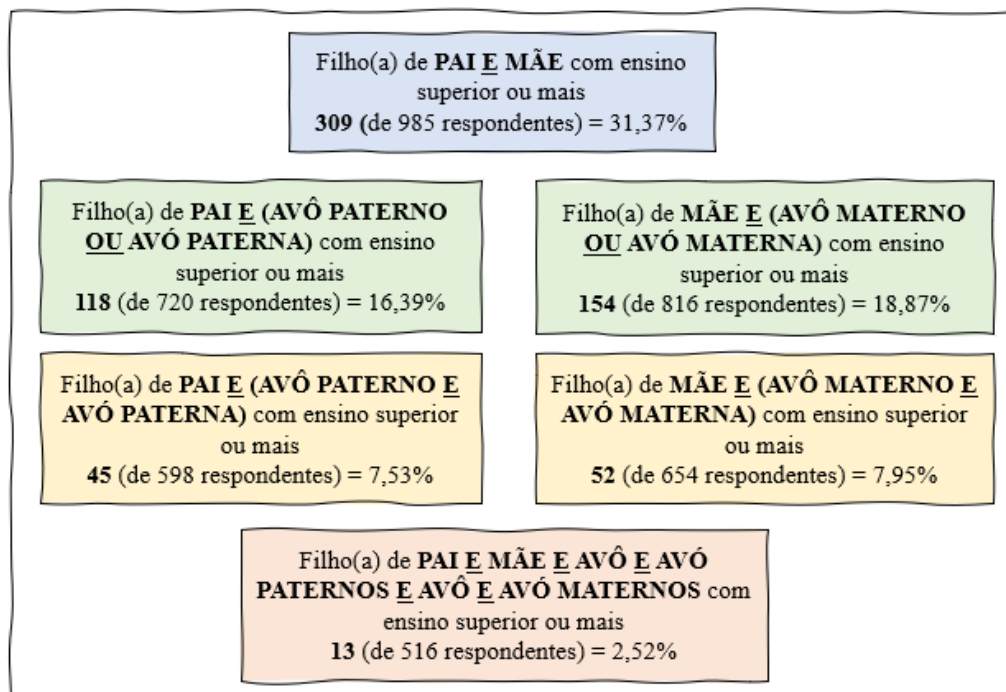 Filho(a) de PAI E MÃE com ensino
superior ou mais
309 (de 985 respondentes) = 31,37%
Filho(a) de PAI E (AVÔ PATERNO
OU AVÓ PATERNA) com ensino
superior ou mais
118 (de 720 respondentes) = 16,39%
Filho(a) de MÃE E (AVÔ MATERNO
OU AVÓ MATERNA) com ensino
superior ou mais
154 (de 816 respondentes) = 18,87%
Filho(a) de PAI E (AVÔ PATERNO E
AVÓ PATERNA) com ensino superior
ou mais
45 (de 598 respondentes) = 7,53%
Filho(a) de MÃE E (AVÔ MATERNO E
AVÓ MATERNA) com ensino superior
ou mais
52 (de 654 respondentes) = 7,95%
Filho(a) de PAI E MÃE E AVÔ E AVÓ
PATERNOS E AVÔ E AVÓ MATERNOS com
ensino superior ou mais
13 (de 516 respondentes) = 2,52%